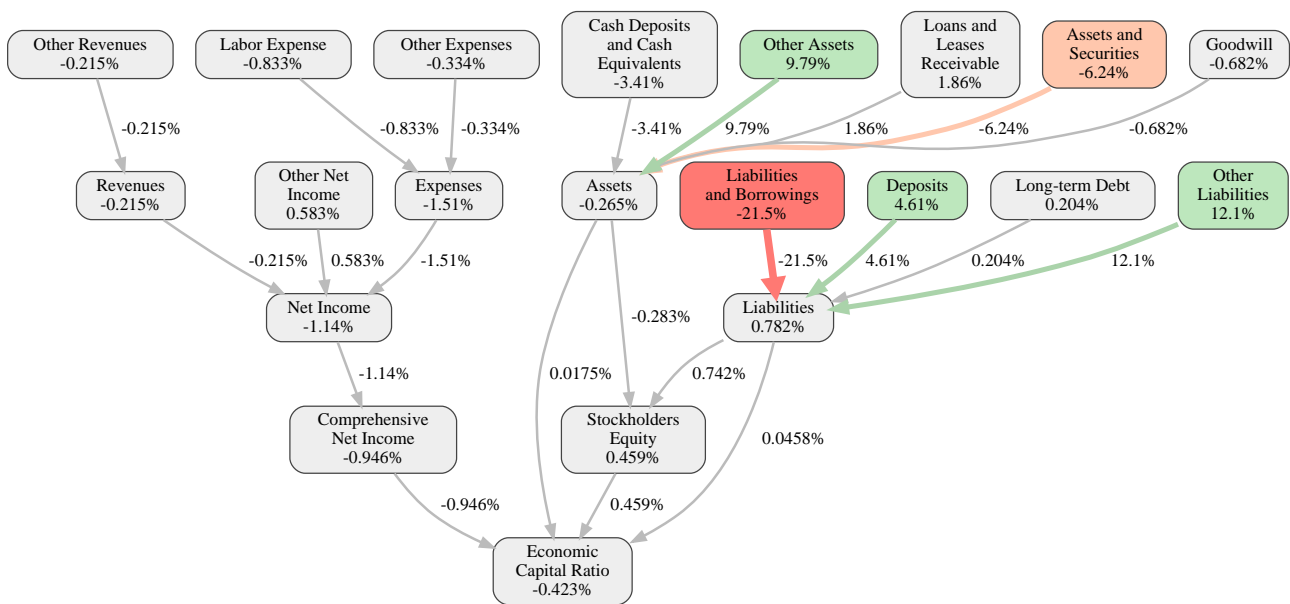 Other Revenues
-0.215%
Labor Expense
-0.833%
Other Expenses
-0.334%
Cash Deposits
and Cash
Equivalents
-3.41%
Other Assets
9.79%
Loans and
Leases
Receivable
1.86%
Assets and
Securities
-6.24%
Goodwill
-0.682%
-0.215%
-0.833%
-0.334%
-3.41%
9.79%
1.86%
-6.24%
-0.682%
Revenues
-0.215%
Other Net
Income
0.583%
Expenses
-1.51%
Assets
-0.265%
Liabilities
and Borrowings
-21.5%
Deposits
4.61%
Long-term Debt
0.204%
Other
Liabilities
12.1%
-0.215%
0.583%
-1.51%
-21.5%
4.61%
0.204%
12.1%
Net Income
-1.14%
-0.283%
Liabilities
0.782%
-1.14%
0.0175%
0.742%
Comprehensive
Net Income
-0.946%
Stockholders
Equity
0.459%
0.0458%
-0.946%
0.459%
Economic
Capital Ratio
-0.423%